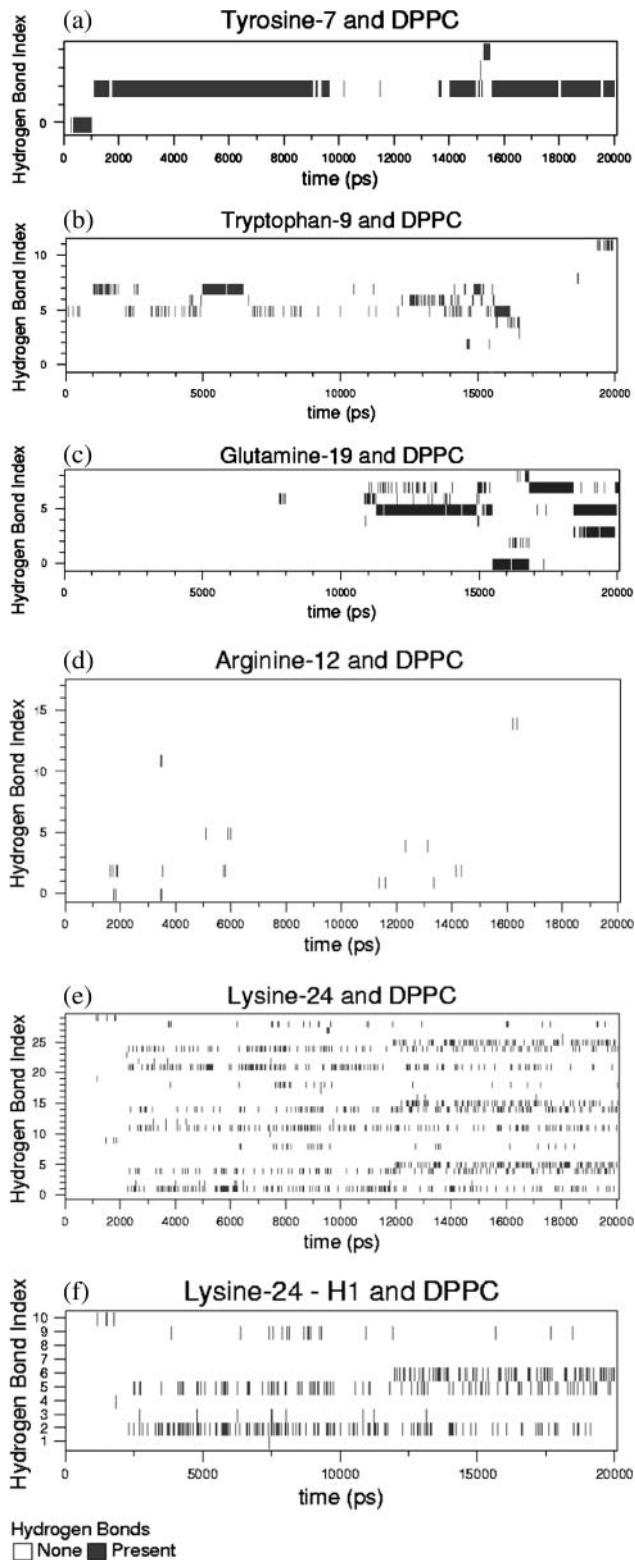 (a) Tyrosine-7 and DPPC
Hydrogen Bond Index
0
0 2000 4000 6000 8000 10000 12000 14000 16000 18000 20000
time (ps)
(b) Tryptophan-9 and DPPC
Hydrogen Bond Index
10
5
0
0 5000 10000 15000 20000
time (ps)
(c) Glutamine-19 and DPPC
Hydrogen Bond Index
5
0
0 5000 10000 15000 20000
time (ps)
(d) Arginine-12 and DPPC
Hydrogen Bond Index
15
10
5
0
0 2000 4000 6000 8000 10000 12000 14000 16000 18000 20000
time (ps)
(e) Lysine-24 and DPPC
Hydrogen Bond Index
25
20
15
10
5
0
0 2000 4000 6000 8000 10000 12000 14000 16000 18000 20000
time (ps)
(f) Lysine-24 - H1 and DPPC
Hydrogen Bond Index
10
9
8
7
6
5
4
3
2
1
0 5000 10000 15000 20000
time (ps)
Hydrogen Bonds
None Present